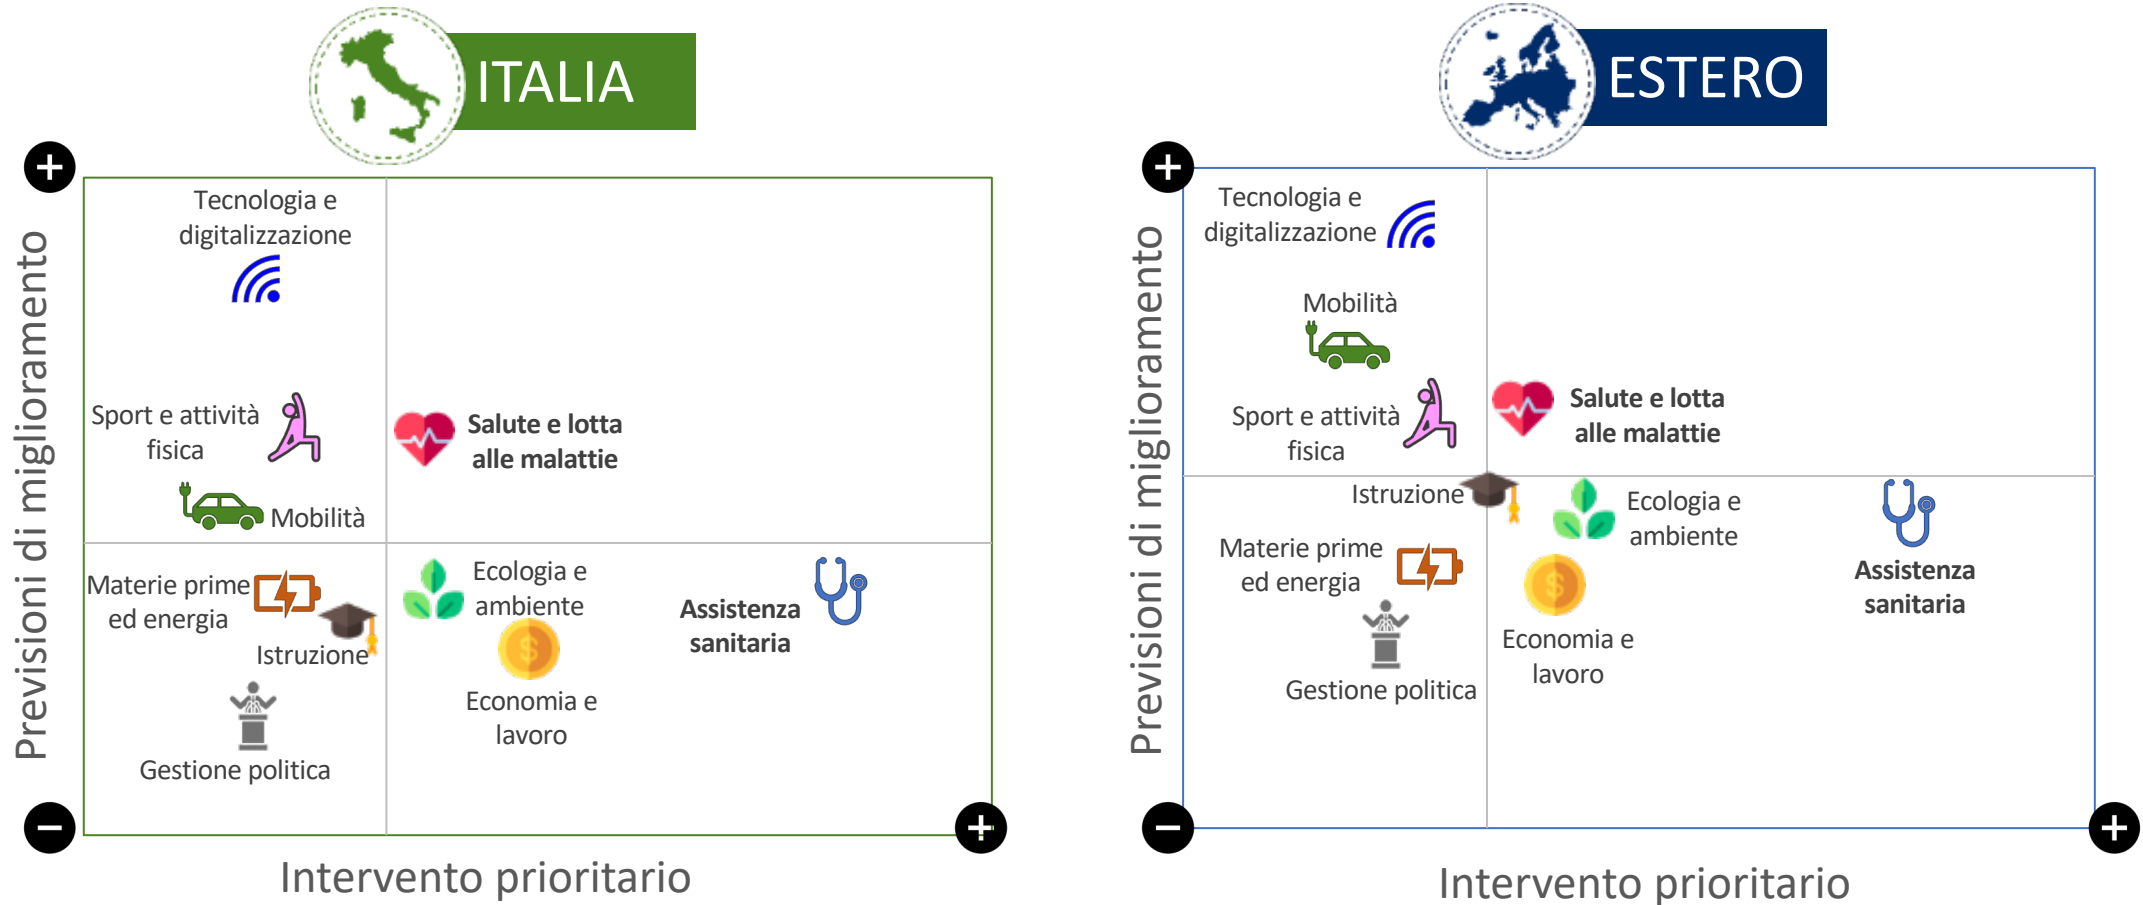 ITALIA
Tecnologia e
digitalizzazione
Sport e attività
fisica
Salute e lotta
alle malattie
Mobilità
Materie prime
ed energia
Istruzione
Ecologia e
ambiente
Assistenza
sanitaria
Economia e
lavoro
Gestione politica
Previsioni di miglioramento
Intervento prioritario
ESTERO
Tecnologia e
digitalizzazione
Mobilità
Sport e attività
fisica
Salute e lotta
alle malattie
Istruzione
Ecologia e
ambiente
Materie prime
ed energia
Assistenza
sanitaria
Economia e
lavoro
Gestione politica
Previsioni di miglioramento
Intervento prioritario